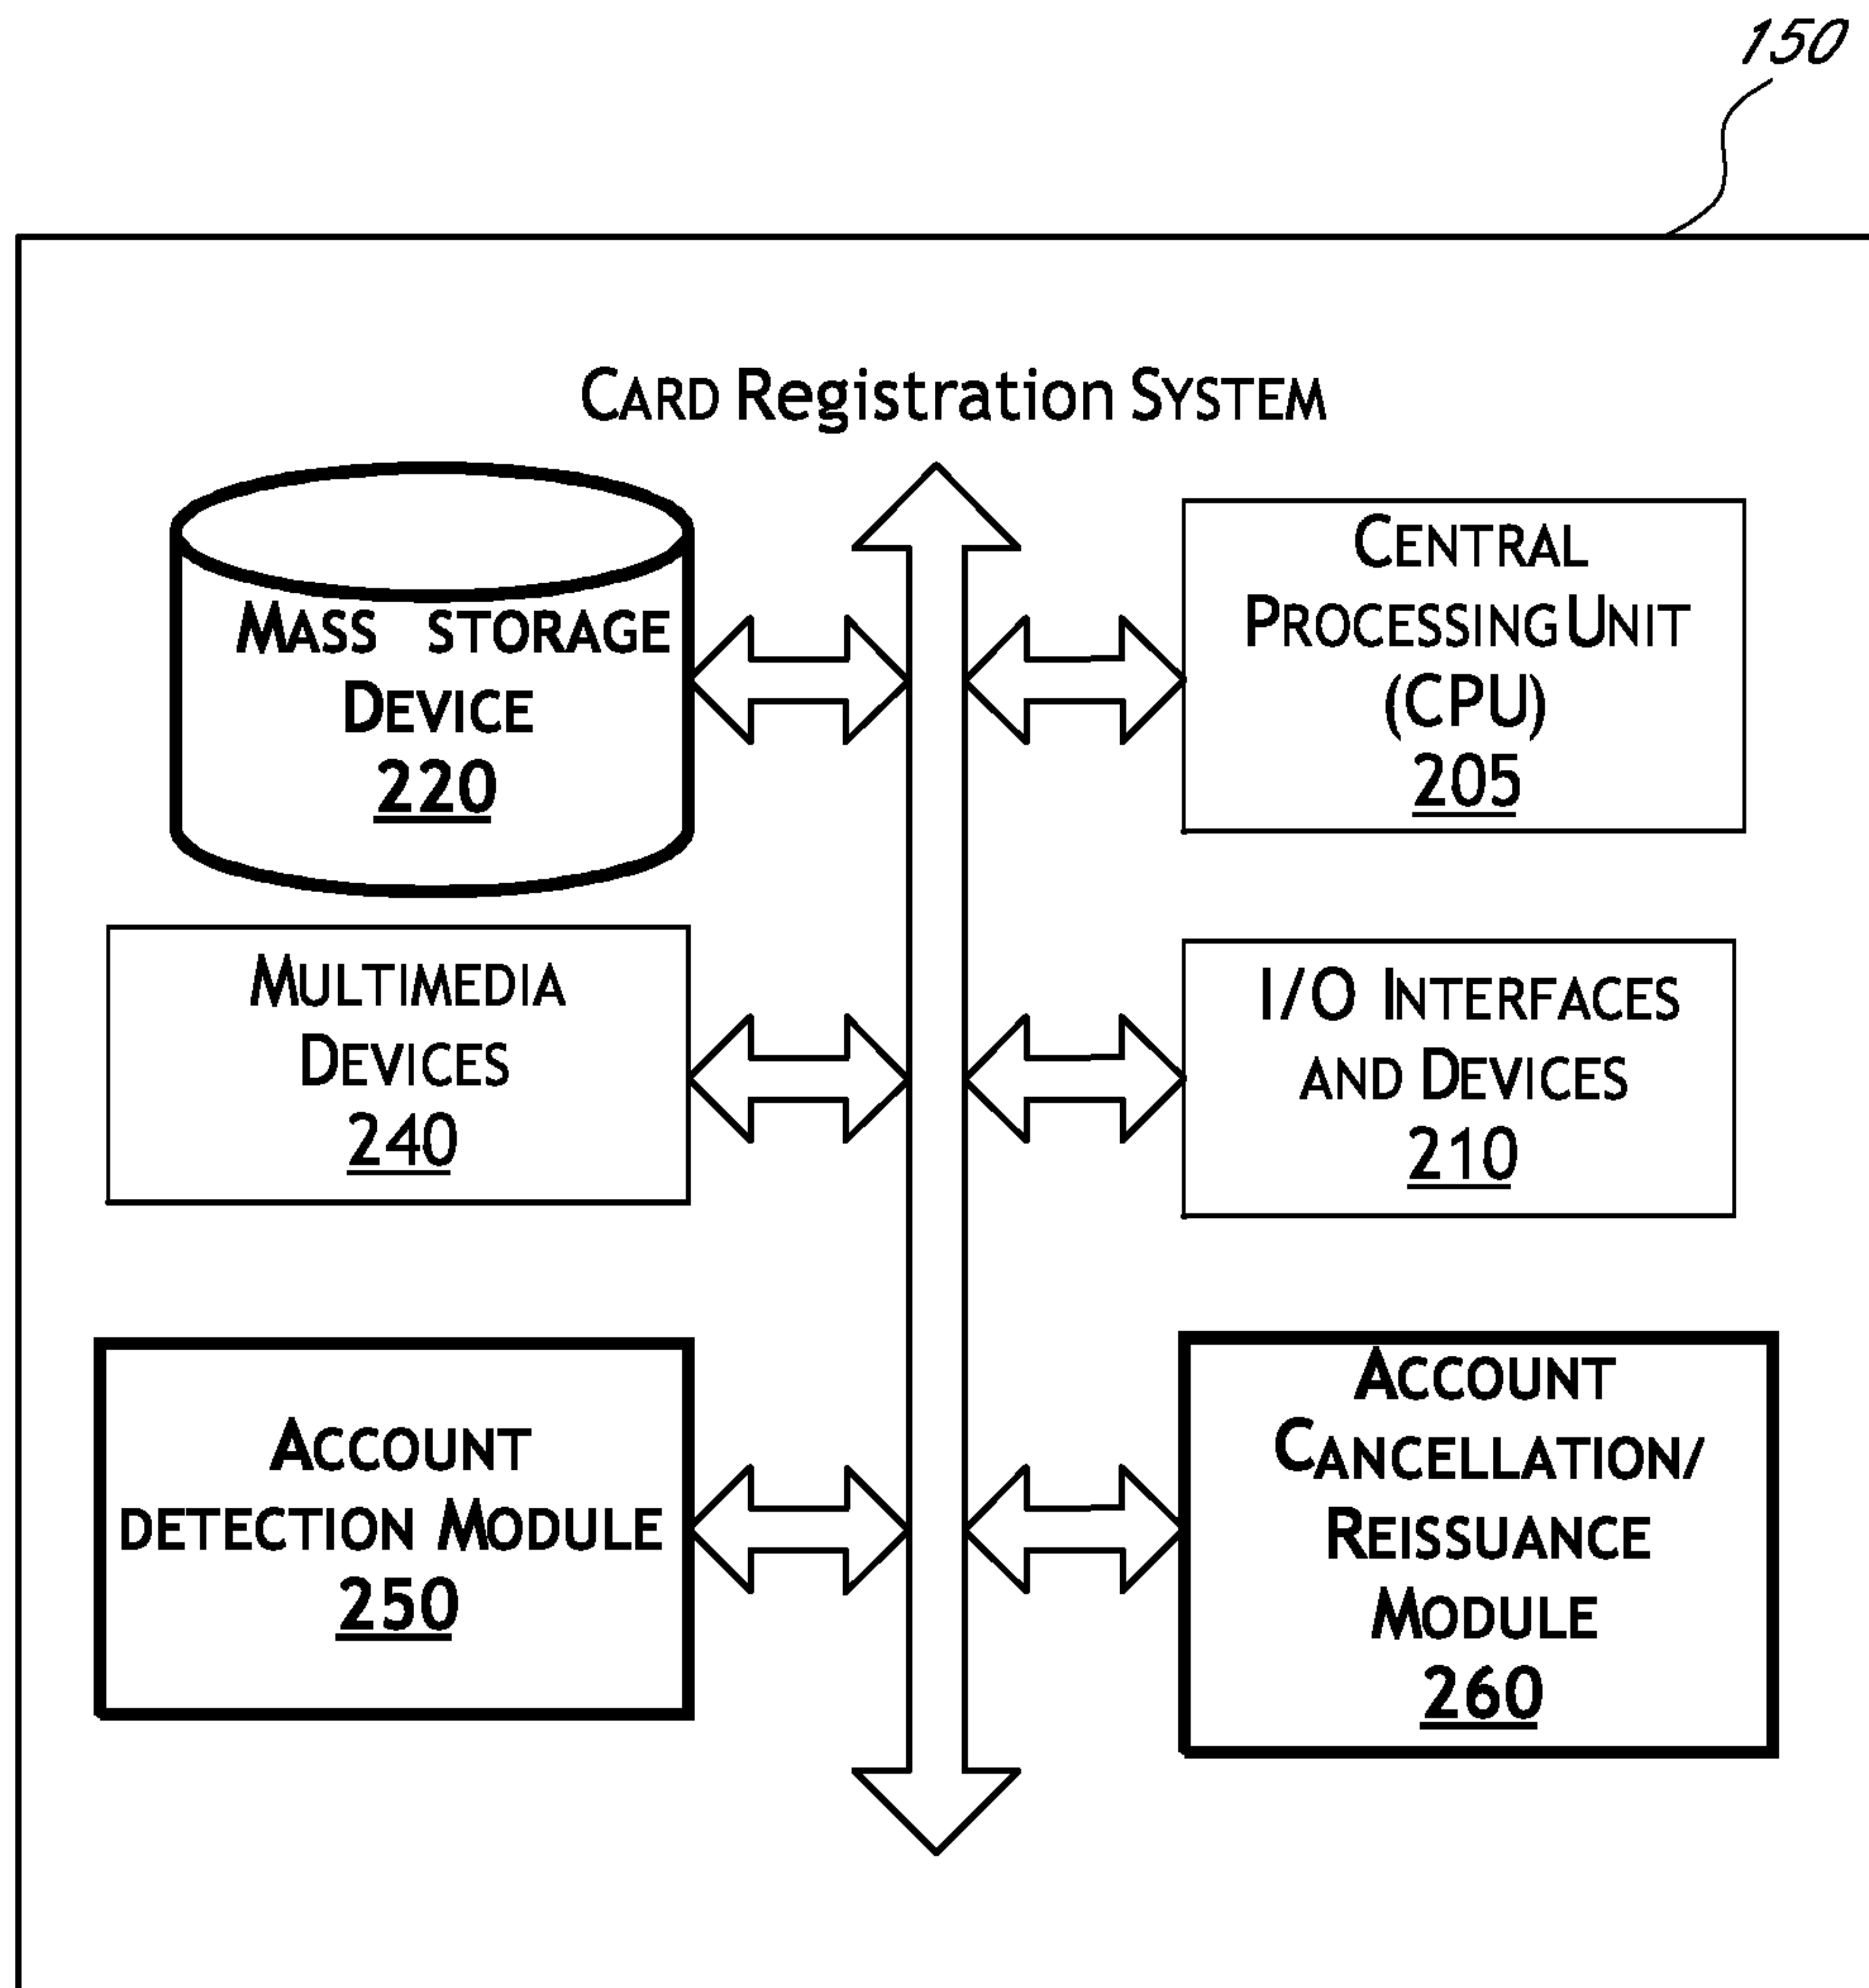 150
CARD Registration SYSTEM
MASS STORAGE
DEVICE
220
CENTRAL
PROCESSING UNIT
(CPU)
205
MULTIMEDIA
DEVICES
240
I/O INTERFACES
AND DEVICES
210
ACCOUNT
DETECTION MODULE
250
ACCOUNT
CANCELLATION/
REISSUANCE
MODULE
260